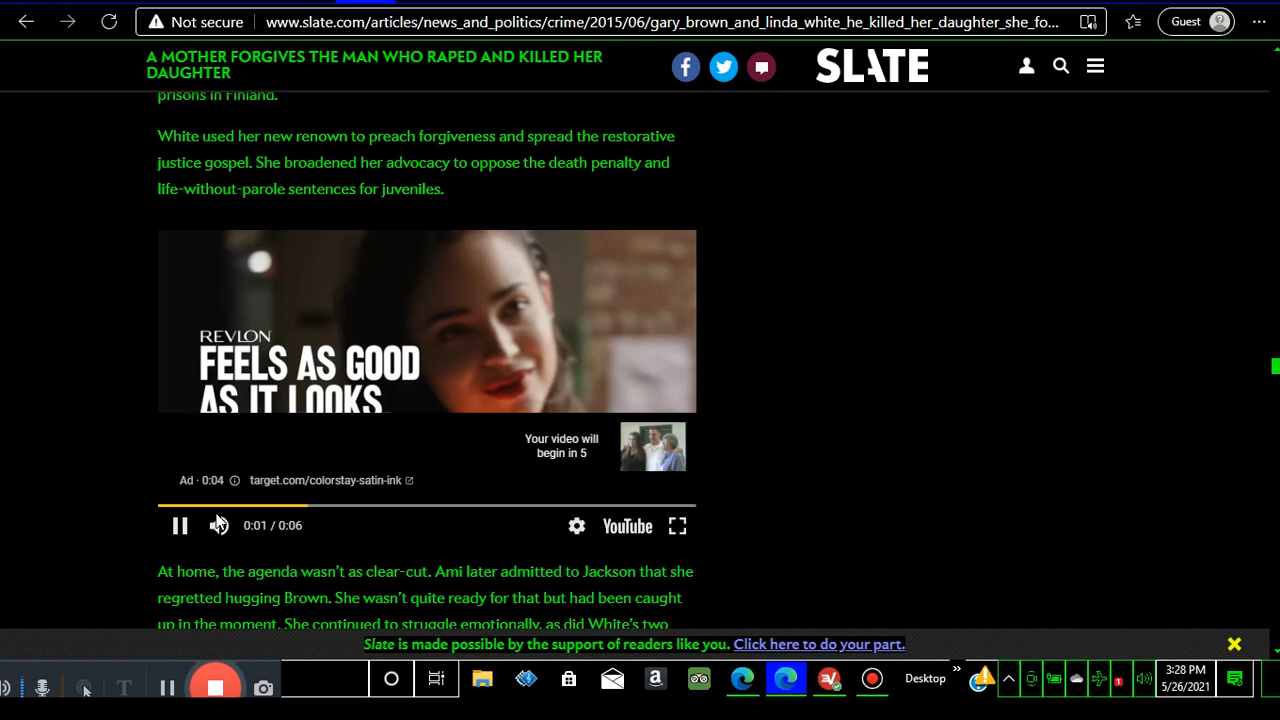 Not secure
www.slate.com/articles/news_and_politics/crime/2015/06/gary_brown_and_linda_white_he_killed_her_daughter_she_fo...
Guest
A MOTHER FORGIVES THE MAN WHO RAPED AND KILLED HER
DAUGHTER
SLATE
prisons in Finland.
White used her new renown to preach forgiveness and spread the restorative
justice gospel. She broadened her advocacy to oppose the death penalty and
life-without-parole sentences for juveniles.
REVLON
FEELS AS GOOD
AS IT LOOKS
Your video will
begin in 5
Ad · 0:04
target.com/colorstay-satin-ink
0:01 / 0:06
YouTube
At home, the agenda wasn't as clear-cut. Ami later admitted to Jackson that she
regretted hugging Brown. She wasn't quite ready for that but had been caught
up in the moment. She continued to struggle emotionally, as did White's two
Slate is made possible by the support of readers like you. Click here to do your part.
Desktop
3:28 PM
5/26/2021